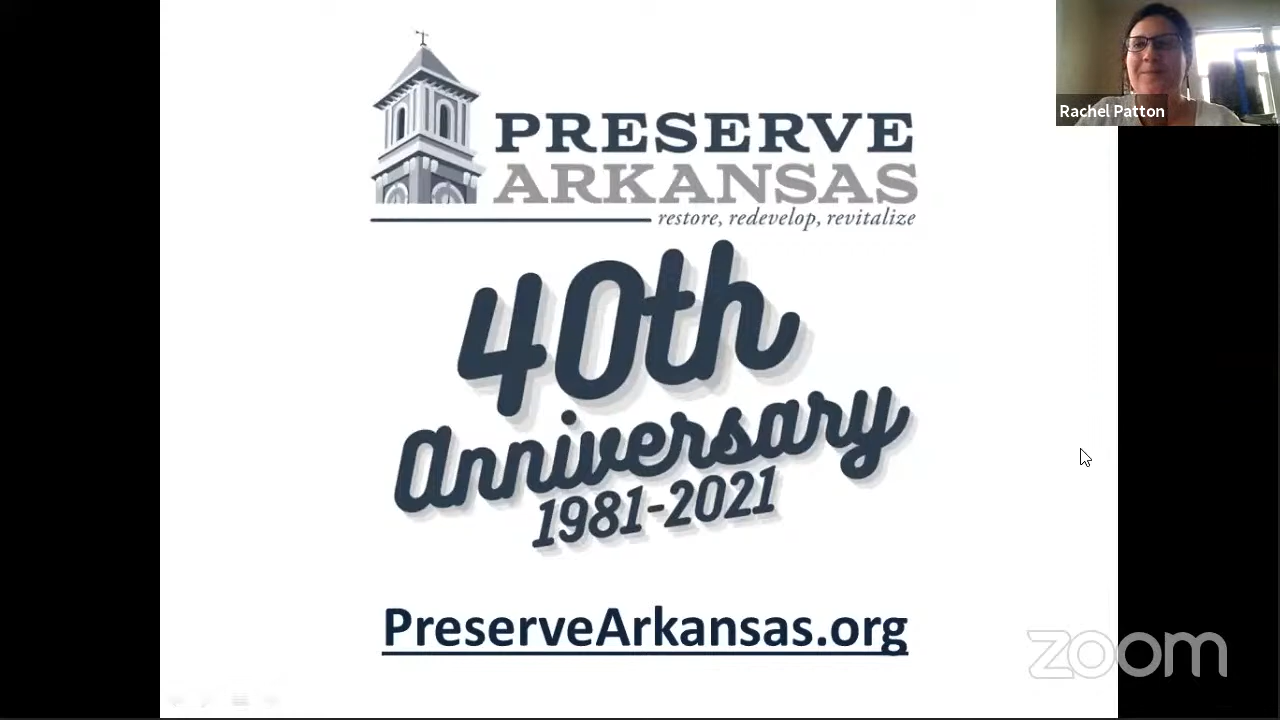 PRESERVE
ARKANSAS
restore, redevelop, revitalize
40th
Anniversary
1981-2021
PreserveArkansas.org
Rachel Patton
zoom